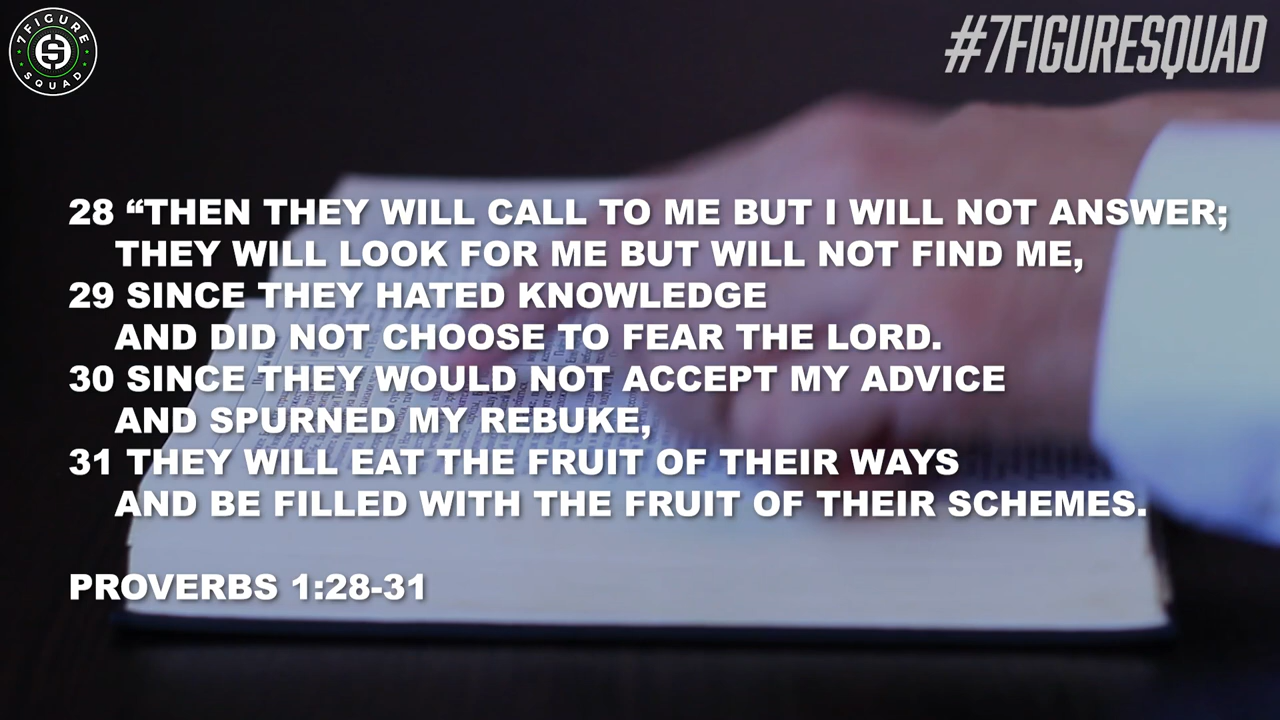 7FIGURE
SQUAD
#7FIGURESQUAD
28 “THEN THEY WILL CALL TO ME BUT I WILL NOT ANSWER;
THEY WILL LOOK FOR ME BUT WILL NOT FIND ME,
29 SINCE THEY HATED KNOWLEDGE
AND DID NOT CHOOSE TO FEAR THE LORD.
30 SINCE THEY WOULD NOT ACCEPT MY ADVICE
AND SPURNED MY REBUKE,
31 THEY WILL EAT THE FRUIT OF THEIR WAYS
AND BE FILLED WITH THE FRUIT OF THEIR SCHEMES.
PROVERBS 1:28-31